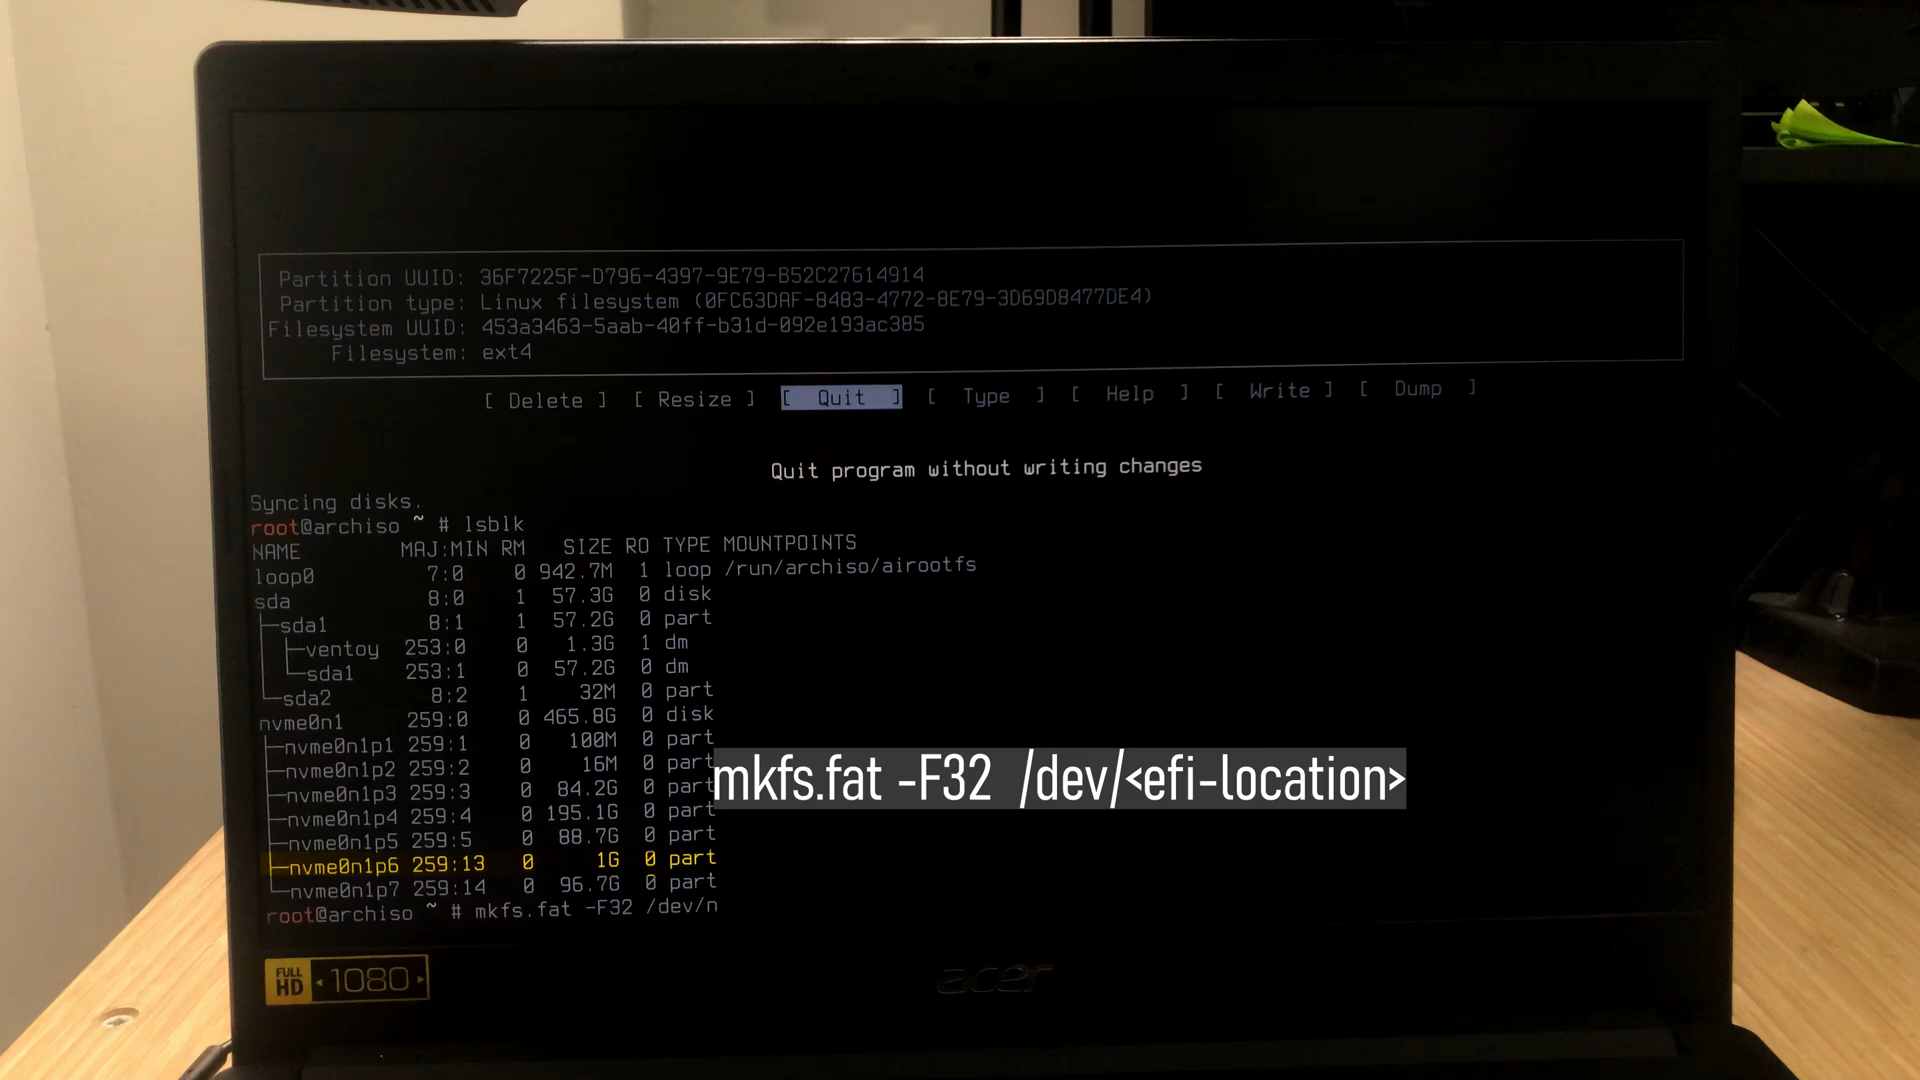 Partition UUID: 36F7225F-D796-4397-9E79-B52C27614914
Partition type: Linux filesystem (0FC63DAF-8483-4772-8E79-3D69D8477DE4)
Filesystem UUID: 453a3463-5aab-40ff-b31d-092e193ac385
Filesystem: ext4
[ Delete ] [ Resize ] [ Quit ] [ Type ] [ Help ] [ Write ] [ Dump ]
Quit program without writing changes
Syncing disks.
root@archiso ~ # lsblk
NAME MAJ:MIN RM SIZE RO TYPE MOUNTPOINTS
loop0 7:0 0 942.7M 1 loop /run/archiso/airootfs
sda 8:0 1 57.3G 0 disk
├─sda1 8:1 1 57.2G 0 part
│ ├─ventoy 253:0 0 1.3G 1 dm
│ └─sda1 253:1 0 57.2G 0 dm
└─sda2 8:2 1 32M 0 part
nvme0n1 259:0 0 465.8G 0 disk
├─nvme0n1p1 259:1 0 100M 0 part
├─nvme0n1p2 259:2 0 16M 0 part
├─nvme0n1p3 259:3 0 84.2G 0 part
├─nvme0n1p4 259:4 0 195.1G 0 part
├─nvme0n1p5 259:5 0 88.7G 0 part
├─nvme0n1p6 259:13 0 1G 0 part
└─nvme0n1p7 259:14 0 96.7G 0 part
root@archiso ~ # mkfs.fat -F32 /dev/n
mkfs.fat -F32 /dev/<efi-location>
FULL HD 1080
acer